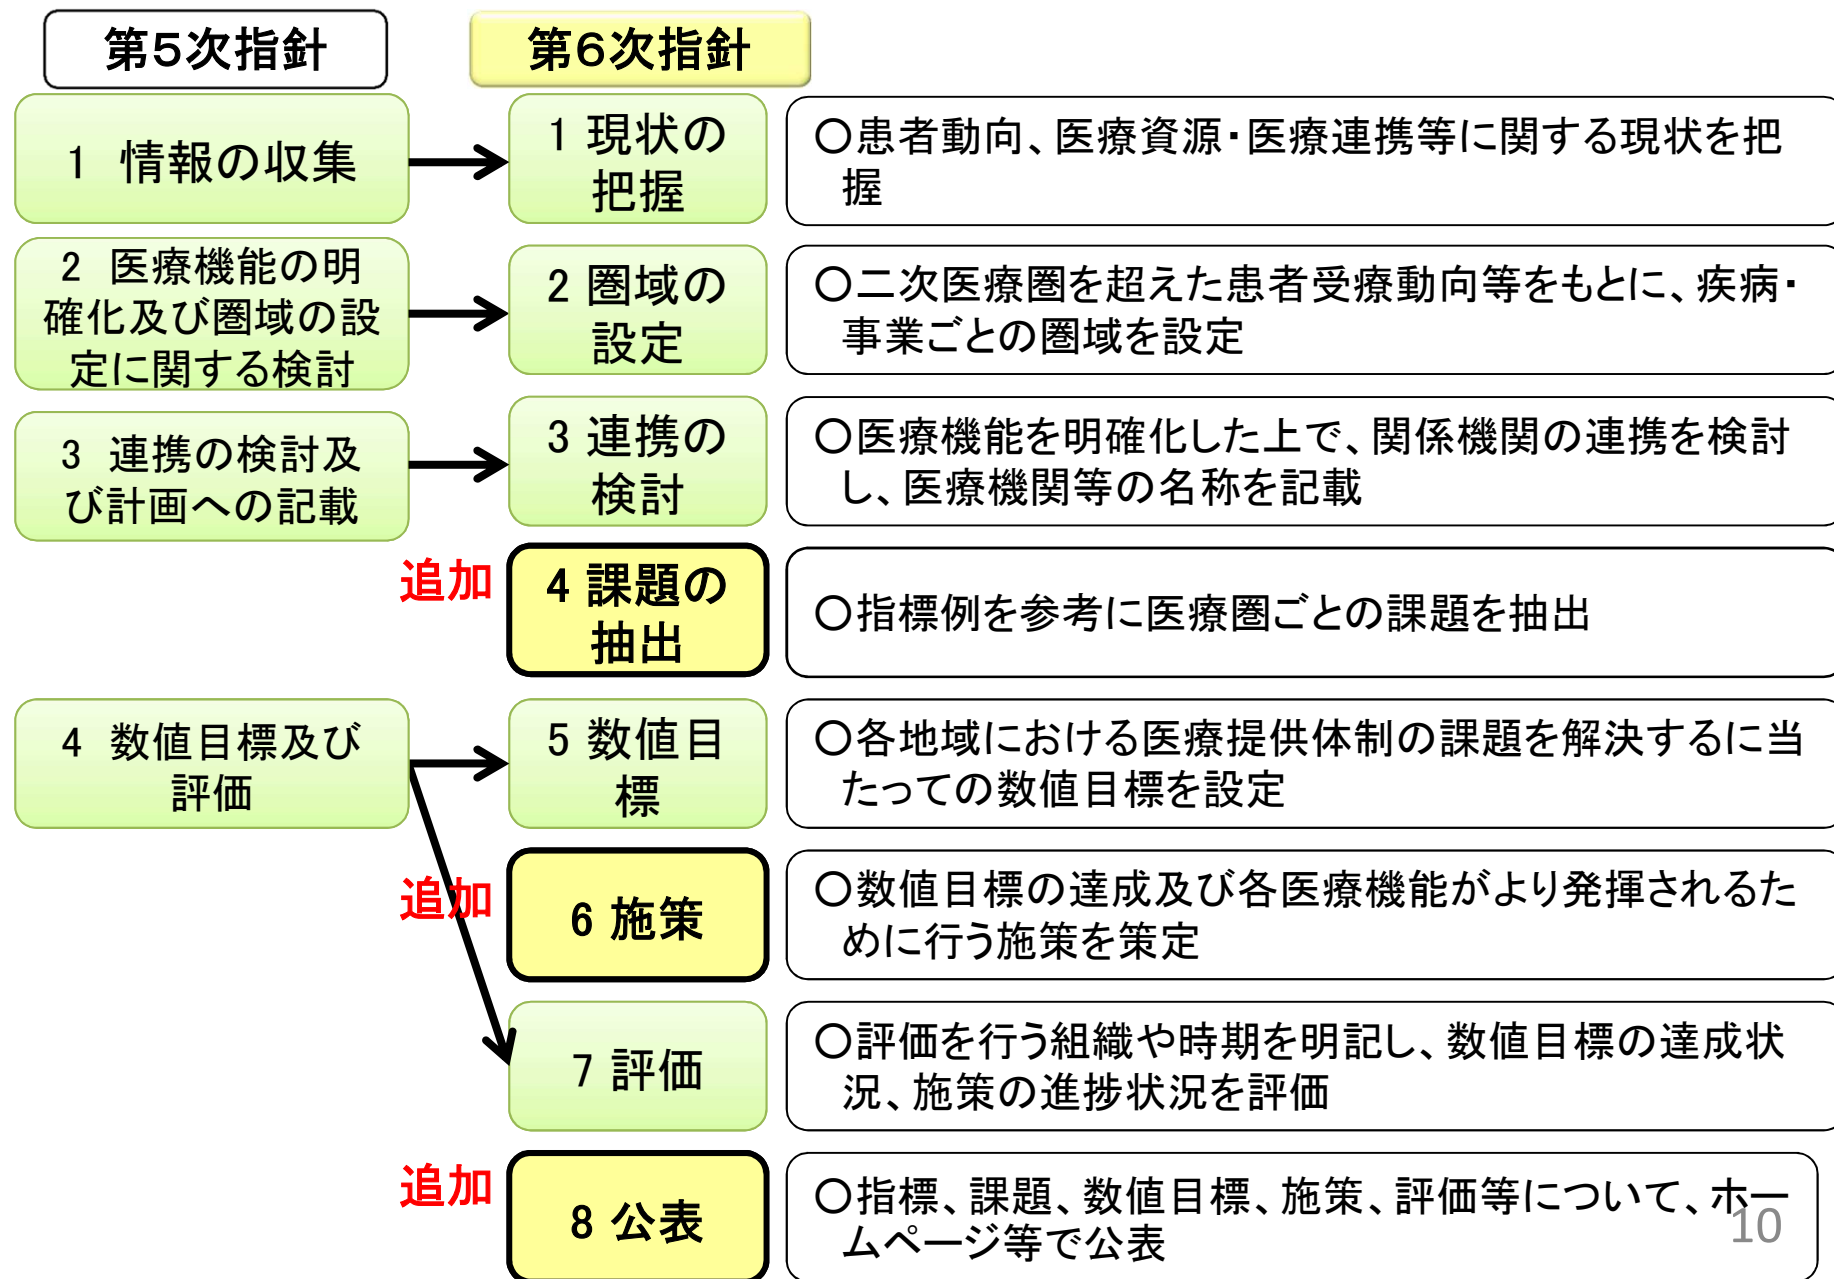 第5次指針
第6次指針
1 情報の収集
1 現状の
把握
○患者動向、医療資源・医療連携等に関する現状を把
握
2 医療機能の明
確化及び圏域の設
定に関する検討
2 圏域の
設定
○二次医療圏を超えた患者受療動向等をもとに、疾病・
事業ごとの圏域を設定
3 連携の検討及
び計画への記載
3 連携の
検討
○医療機能を明確化した上で、関係機関の連携を検討
し、医療機関等の名称を記載
追加
4 課題の
抽出
○指標例を参考に医療圏ごとの課題を抽出
4 数値目標及び
評価
5 数値目
標
○各地域における医療提供体制の課題を解決するに当
たっての数値目標を設定
追加
6 施策
○数値目標の達成及び各医療機能がより発揮されるた
めに行う施策を策定
7 評価
○評価を行う組織や時期を明記し、数値目標の達成状
況、施策の進捗状況を評価
追加
8 公表
○指標、課題、数値目標、施策、評価等について、ホー
ムページ等で公表
10